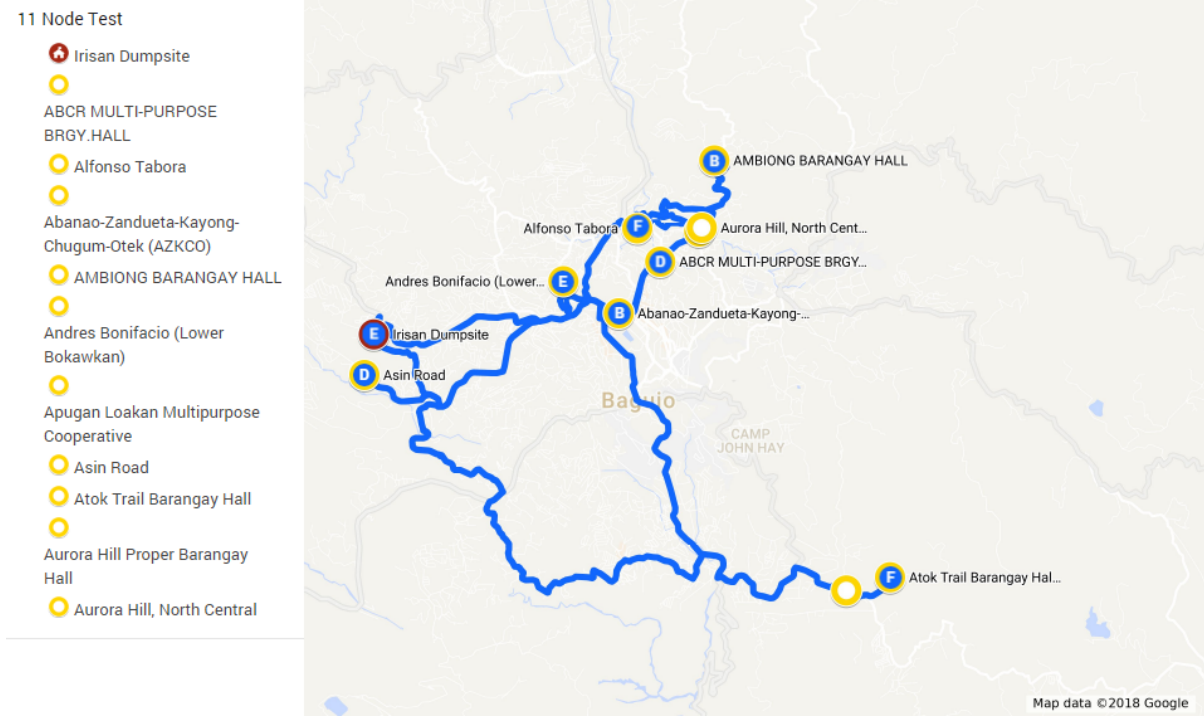 11 Node Test
Irisan Dumpsite
ABCR MULTI-PURPOSE
BRGY.HALL
Alfonso Tabora
Abanao-Zandueta-Kayong-
Chugum-Otek (AZKCO)
AMBIONG BARANGAY HALL
Andres Bonifacio (Lower
Bokawkan)
Apugan Loakan Multipurpose
Cooperative
Asin Road
Atok Trail Barangay Hall
Aurora Hill Proper Barangay
Hall
Aurora Hill, North Central
B AMBIONG BARANGAY HALL
Alfonso Tabora F
Aurora Hill, North Cent...
D ABCR MULTI-PURPOSE BRGY...
Andres Bonifacio (Lower... E
B Abanao-Zandueta-Kayong-...
E Irisan Dumpsite
D Asin Road
Baguio
CAMP
JOHN HAY
F Atok Trail Barangay Hal...
Map data ©2018 Google